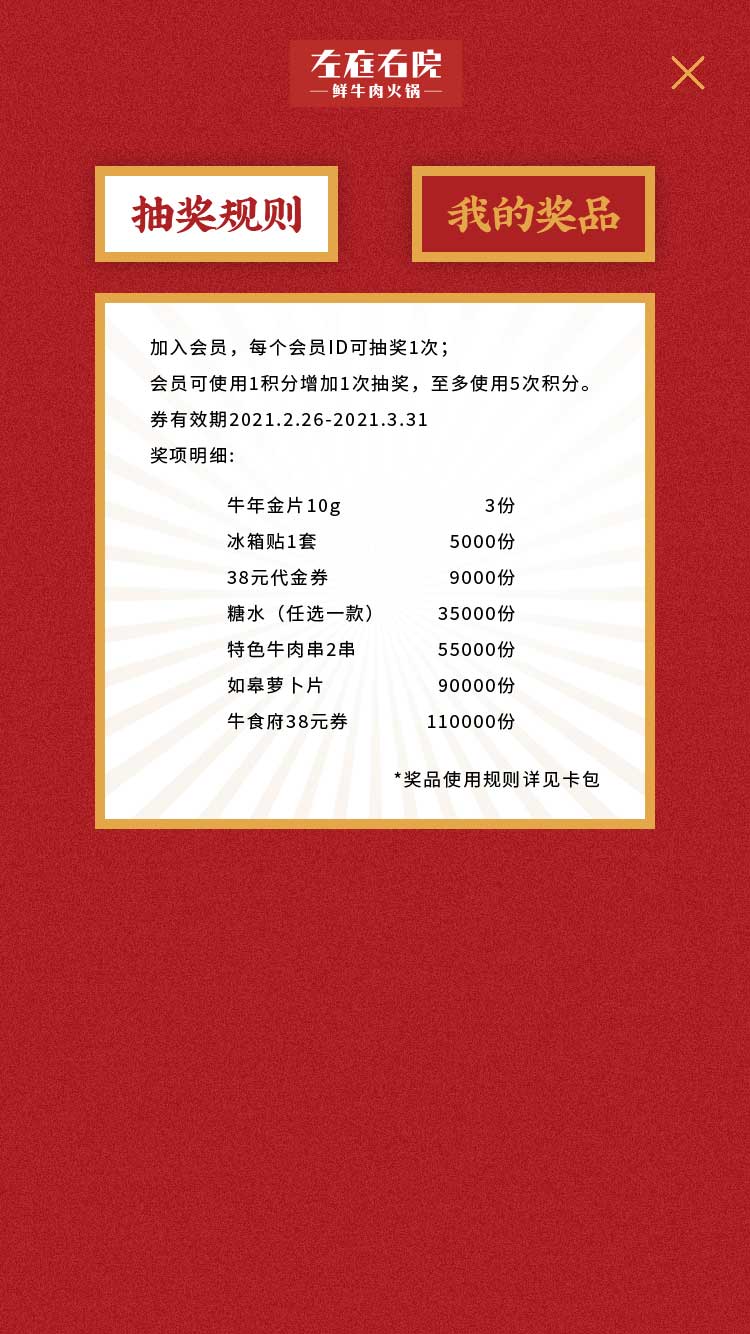 左庭右院
鲜牛肉火锅
抽奖规则
我的奖品
加入会员，每个会员ID可抽奖1次；
会员可使用1积分增加1次抽奖，至多使用5次积分。
券有效期2021.2.26-2021.3.31
奖项明细:
牛年金片10g 3份
冰箱贴1套 5000份
38元代金券 9000份
糖水（任选一款） 35000份
特色牛肉串2串 55000份
如皋萝卜片 90000份
牛食府38元券 110000份
*奖品使用规则详见卡包